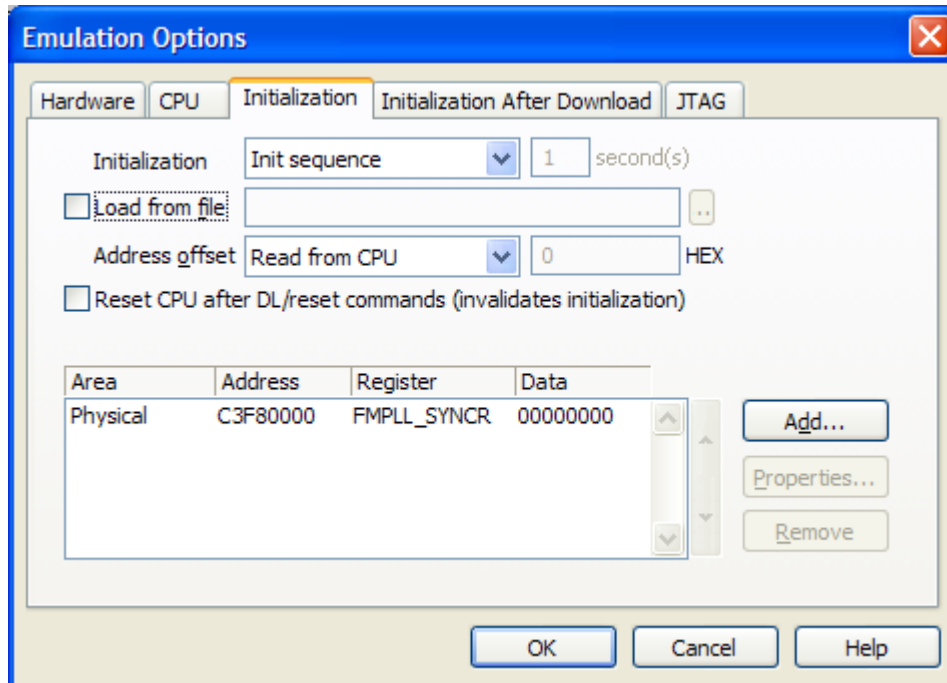 Emulation Options
Hardware CPU Initialization Initialization After Download JTAG
Initialization Init sequence 1 second(s)
Load from file ..
Address offset Read from CPU 0 HEX
Reset CPU after DL/reset commands (invalidates initialization)
Area Address Register Data
Physical C3F80000 FMPLL_SYNCR 00000000
Add...
Properties...
Remove
OK Cancel Help